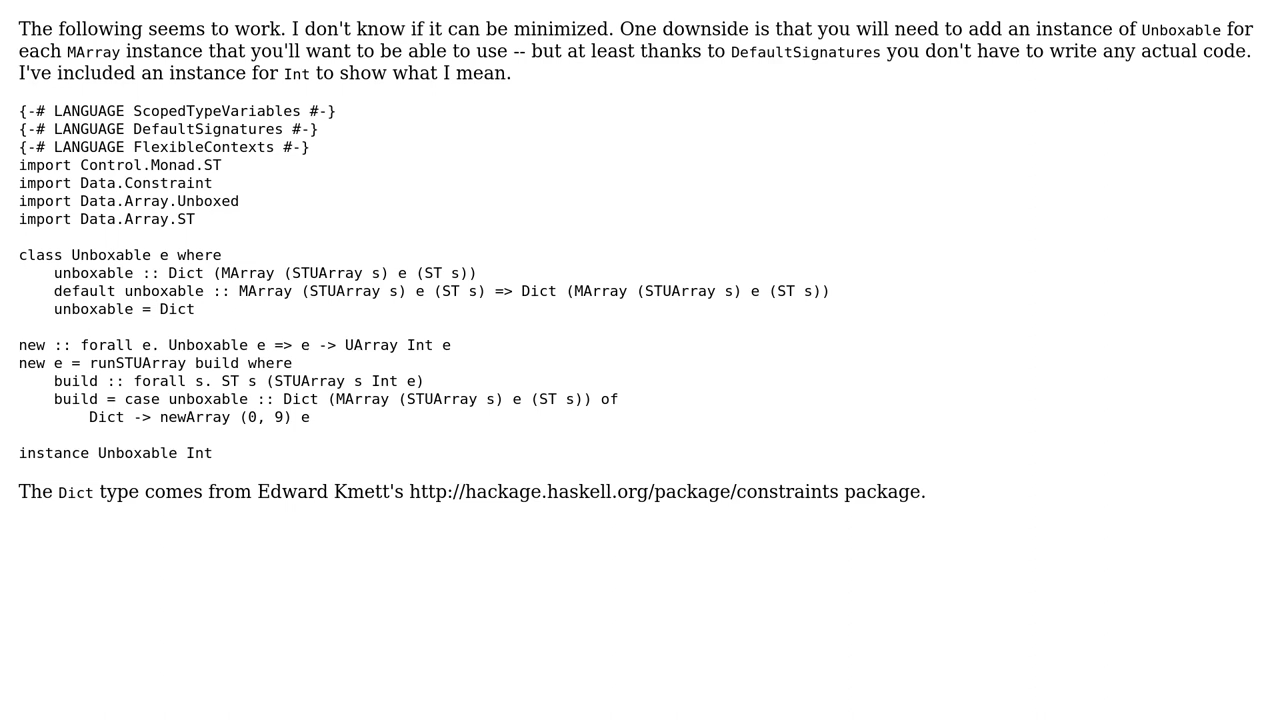 The following seems to work. I don't know if it can be minimized. One downside is that you will need to add an instance of Unboxable for
each MArray instance that you'll want to be able to use -- but at least thanks to DefaultSignatures you don't have to write any actual code.
I've included an instance for Int to show what I mean.

{-# LANGUAGE ScopedTypeVariables #-}
{-# LANGUAGE DefaultSignatures #-}
{-# LANGUAGE FlexibleContexts #-}
import Control.Monad.ST
import Data.Constraint
import Data.Array.Unboxed
import Data.Array.ST

class Unboxable e where
    unboxable :: Dict (MArray (STUArray s) e (ST s))
    default unboxable :: MArray (STUArray s) e (ST s) => Dict (MArray (STUArray s) e (ST s))
    unboxable = Dict

new :: forall e. Unboxable e => e -> UArray Int e
new e = runSTUArray build where
    build :: forall s. ST s (STUArray s Int e)
    build = case unboxable :: Dict (MArray (STUArray s) e (ST s)) of
        Dict -> newArray (0, 9) e

instance Unboxable Int

The Dict type comes from Edward Kmett's http://hackage.haskell.org/package/constraints package.